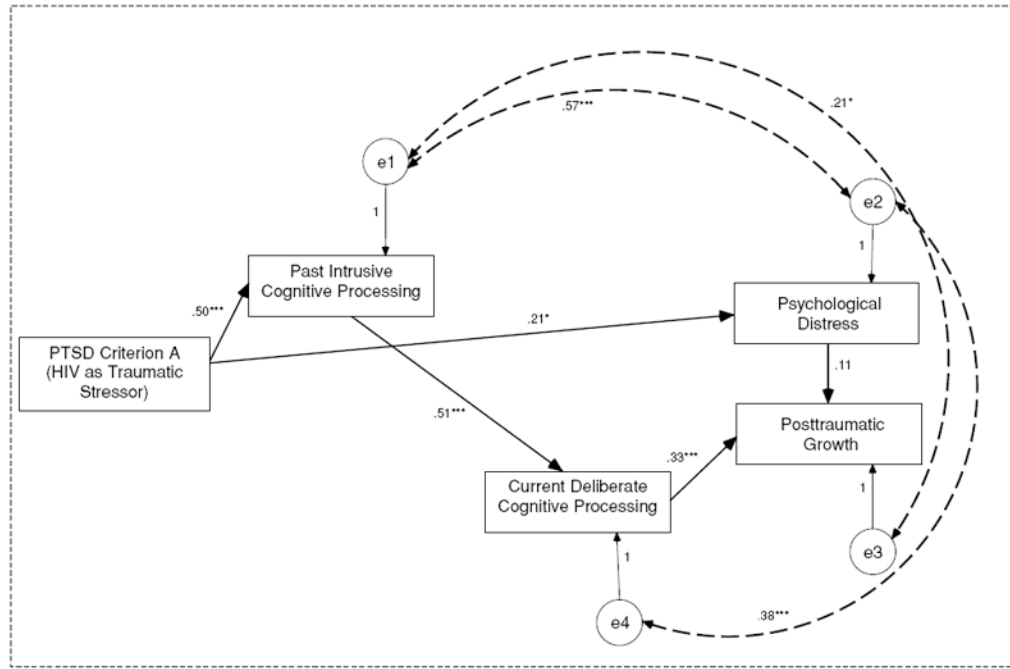 .21*
.57***
e1
e2
1
1
Past Intrusive
Cognitive Processing
Psychological
Distress
.50***
.21*
PTSD Criterion A
(HIV as Traumatic
Stressor)
.11
.51***
Posttraumatic
Growth
.33***
Current Deliberate
Cognitive Processing
1
1
e3
e4
.38***